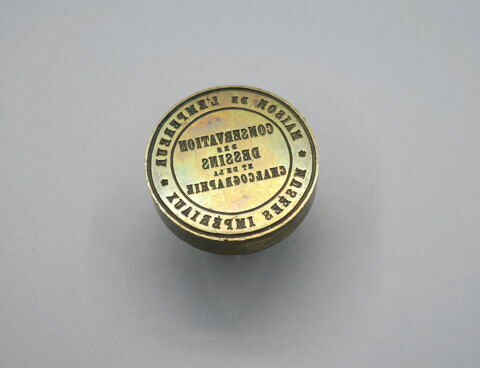 MAISON DE L'EMPEREUR
* MUSÉES IMPÉRIAUX *
CONSERVATION
DES
DESSINS
ET DE LA
CHALCOGRAPHIE